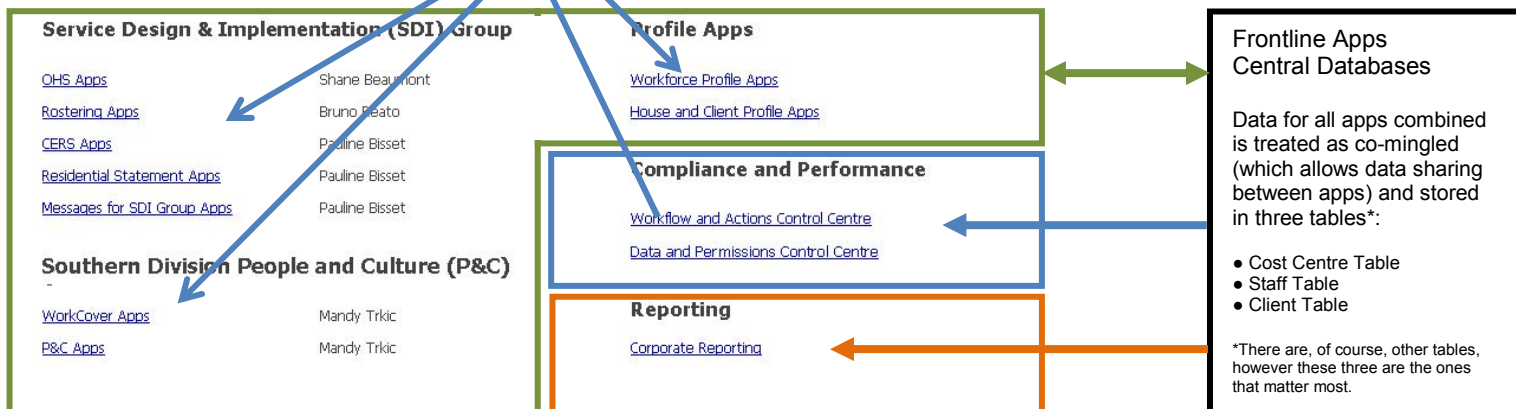 Service Design & Implementation (SDI) Group
OHS Apps Shane Beaumont
Rostering Apps Bruno Beato
CERS Apps Pauline Bisset
Residential Statement Apps Pauline Bisset
Messages for SDI Group Apps Pauline Bisset
Southern Division People and Culture (P&C)
WorkCover Apps Mandy Trkic
P&C Apps Mandy Trkic
Profile Apps
Workforce Profile Apps
House and Client Profile Apps
Compliance and Performance
Workflow and Actions Control Centre
Data and Permissions Control Centre
Reporting
Corporate Reporting
Frontline Apps
Central Databases
Data for all apps combined
is treated as co-mingled
(which allows data sharing
between apps) and stored
in three tables*:
● Cost Centre Table
● Staff Table
● Client Table
*There are, of course, other tables,
however these three are the ones
that matter most.